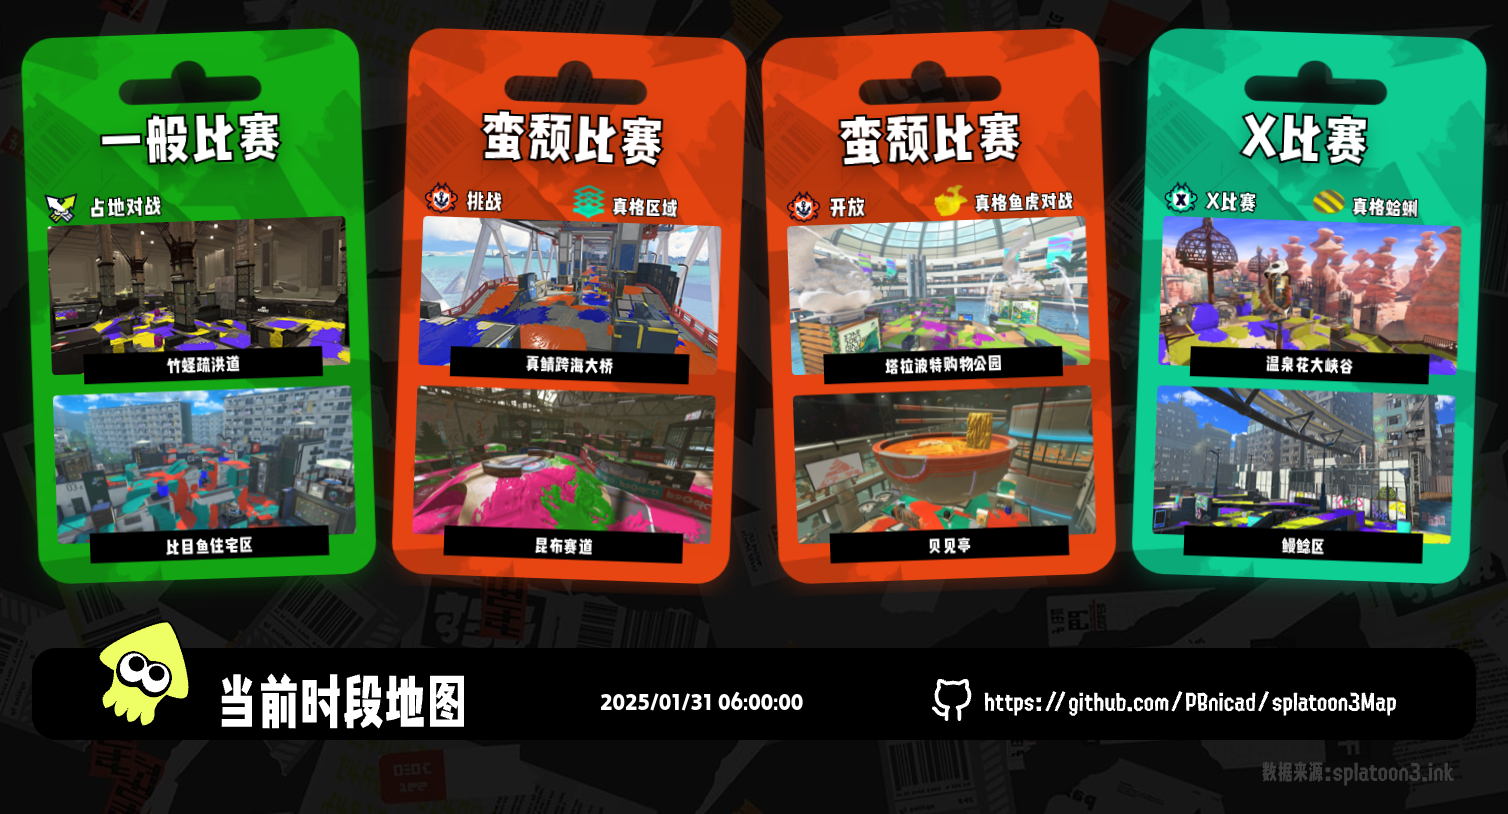 一般比赛
占地对战
竹蛏疏洪道
比目鱼住宅区
蛮颓比赛
挑战
真格区域
真鲭跨海大桥
昆布赛道
蛮颓比赛
开放
真格鱼虎对战
塔拉波特购物公园
贝见亭
X比赛
X比赛
真格蛤蜊
温泉花大峡谷
鳗鲶区
当前时段地图
2025/01/31 06:00:00
https://github.com/PBnicad/splatoon3Map
数据来源:splatoon3.ink